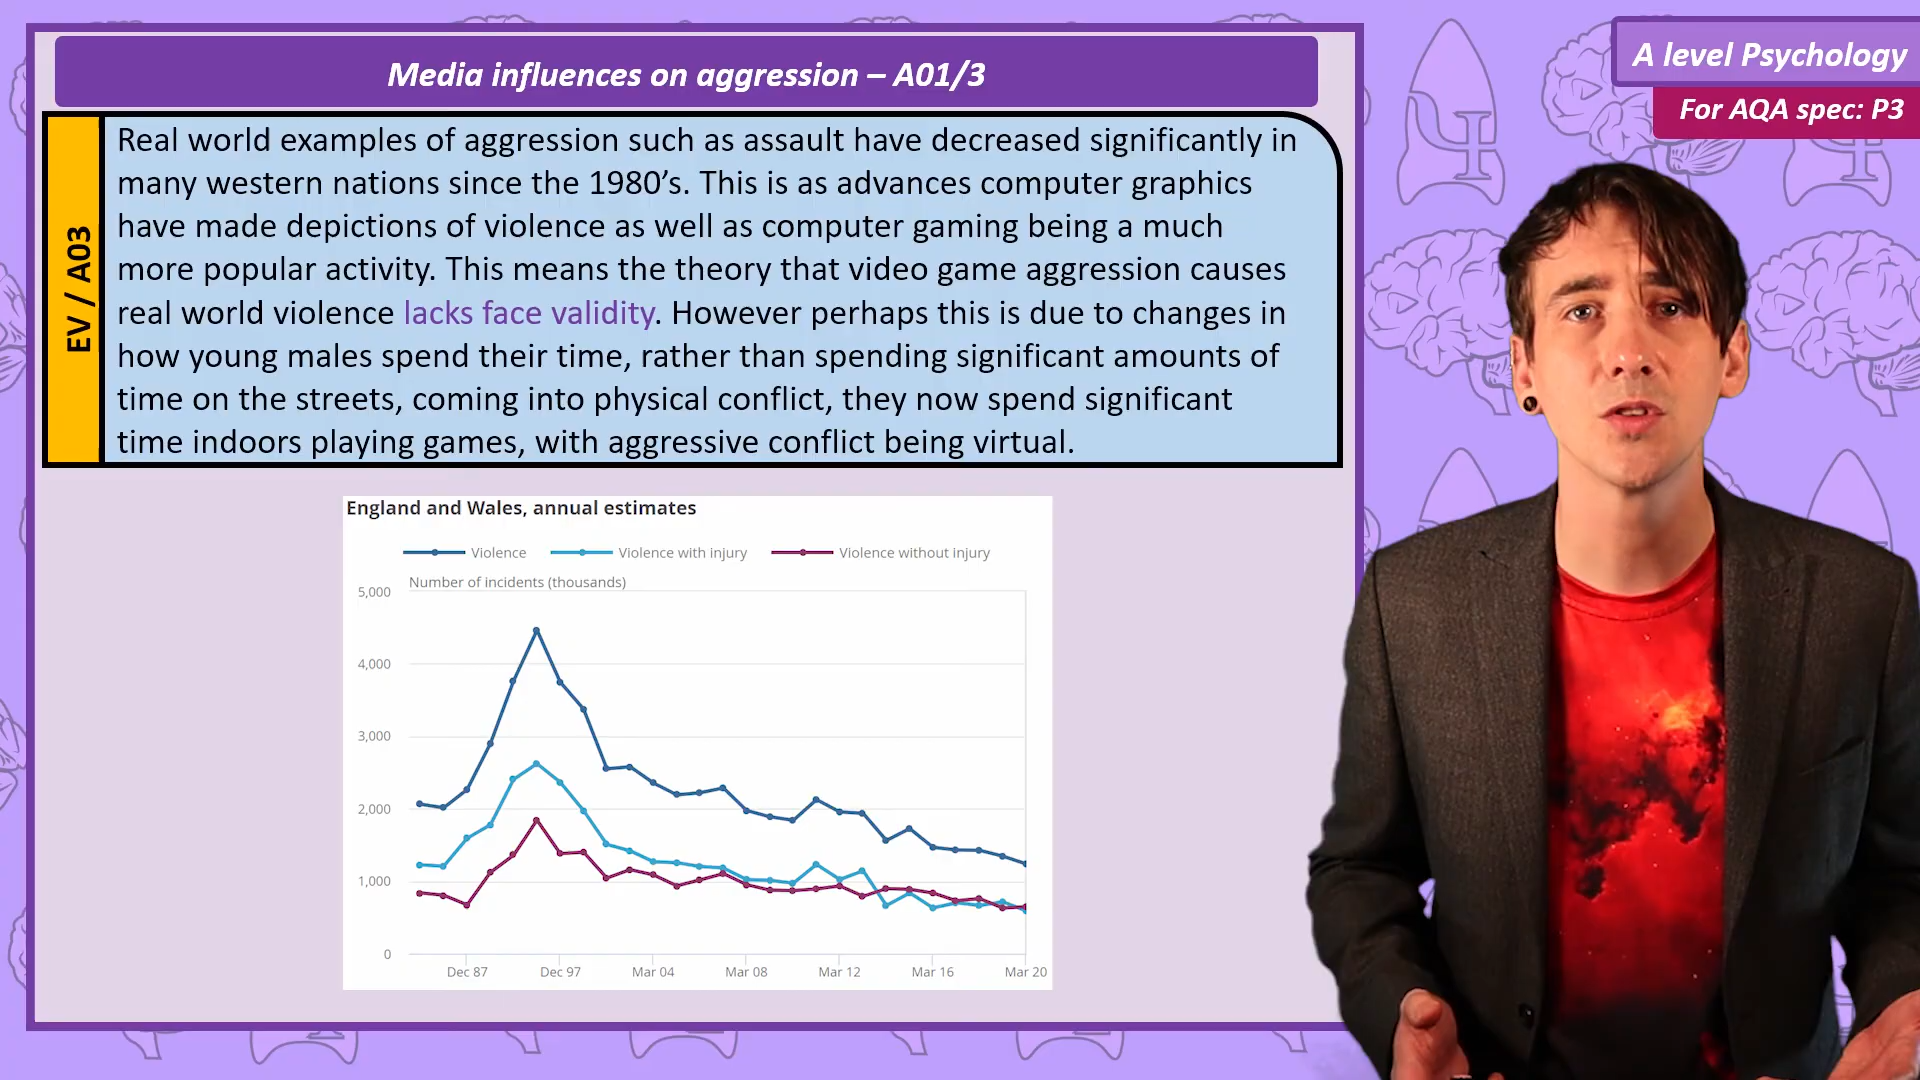 Media influences on aggression – A01/3
A level Psychology
For AQA spec: P3
EV / A03
Real world examples of aggression such as assault have decreased significantly in
many western nations since the 1980’s. This is as advances computer graphics
have made depictions of violence as well as computer gaming being a much
more popular activity. This means the theory that video game aggression causes
real world violence lacks face validity. However perhaps this is due to changes in
how young males spend their time, rather than spending significant amounts of
time on the streets, coming into physical conflict, they now spend significant
time indoors playing games, with aggressive conflict being virtual.
England and Wales, annual estimates
Violence Violence with injury Violence without injury
Number of incidents (thousands)
5,000
4,000
3,000
2,000
1,000
0
Dec 87 Dec 97 Mar 04 Mar 08 Mar 12 Mar 16 Mar 20